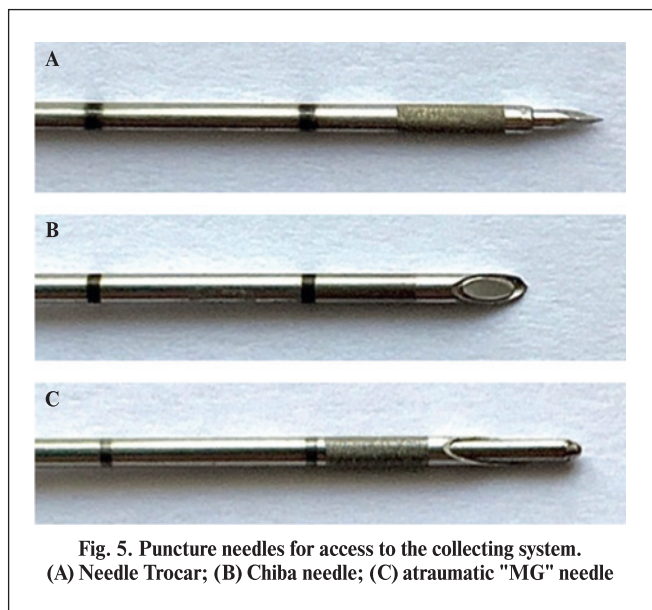 A
B
C
Fig. 5. Puncture needles for access to the collecting system.
(A) Needle Trocar; (B) Chiba needle; (C) atraumatic "MG" needle